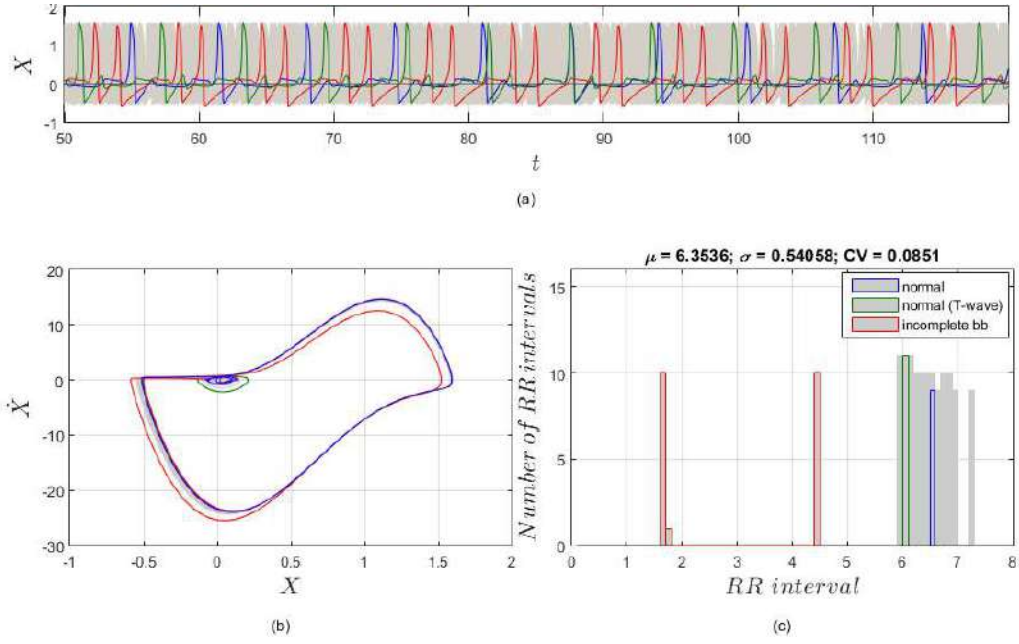 2
1
0
-1
X
50
60
70
80
90
100
110
t
(a)
20
10
0
-10
-20
-30
Ẋ
-1
-0.5
0
0.5
1
1.5
2
X
(b)
μ = 6.3536; σ = 0.54058; CV = 0.0851
normal
normal (T-wave)
incomplete bb
15
10
5
0
Number of RR intervals
0
1
2
3
4
5
6
7
8
RR interval
(c)